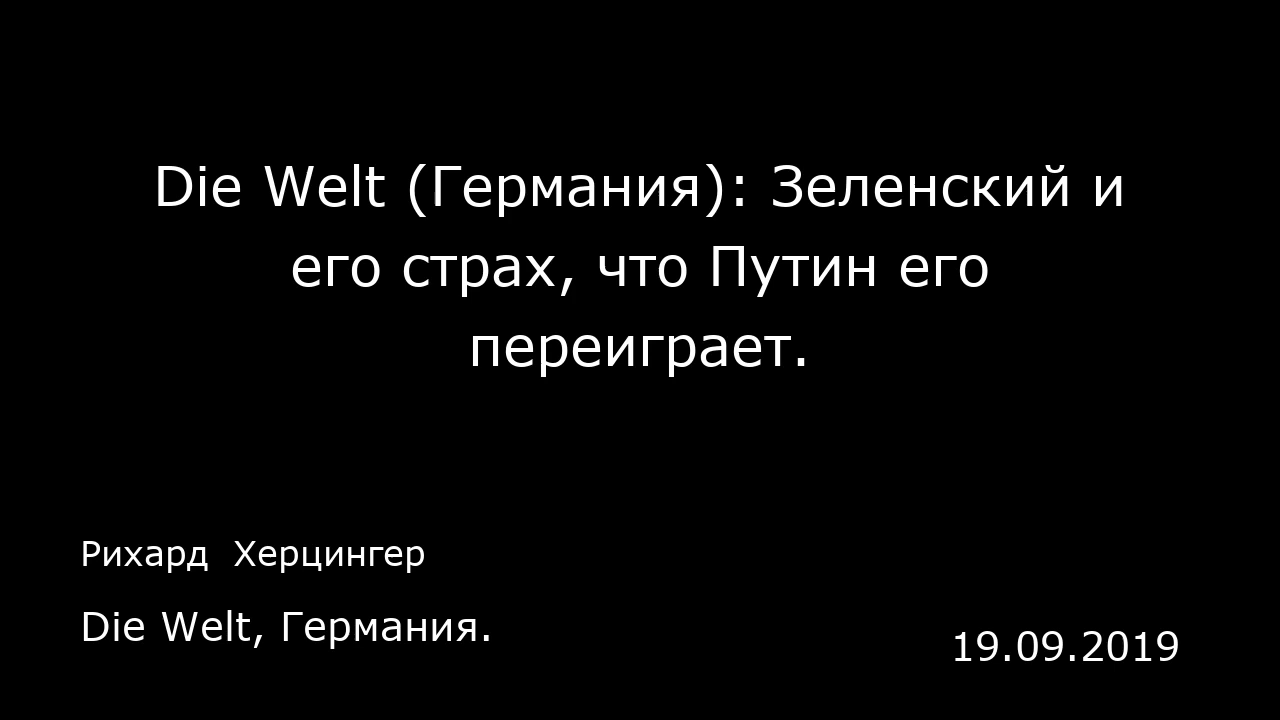 Die Welt (Германия): Зеленский и
его страх, что Путин его
переиграет.
Рихард  Херцингер
Die Welt, Германия.
19.09.2019